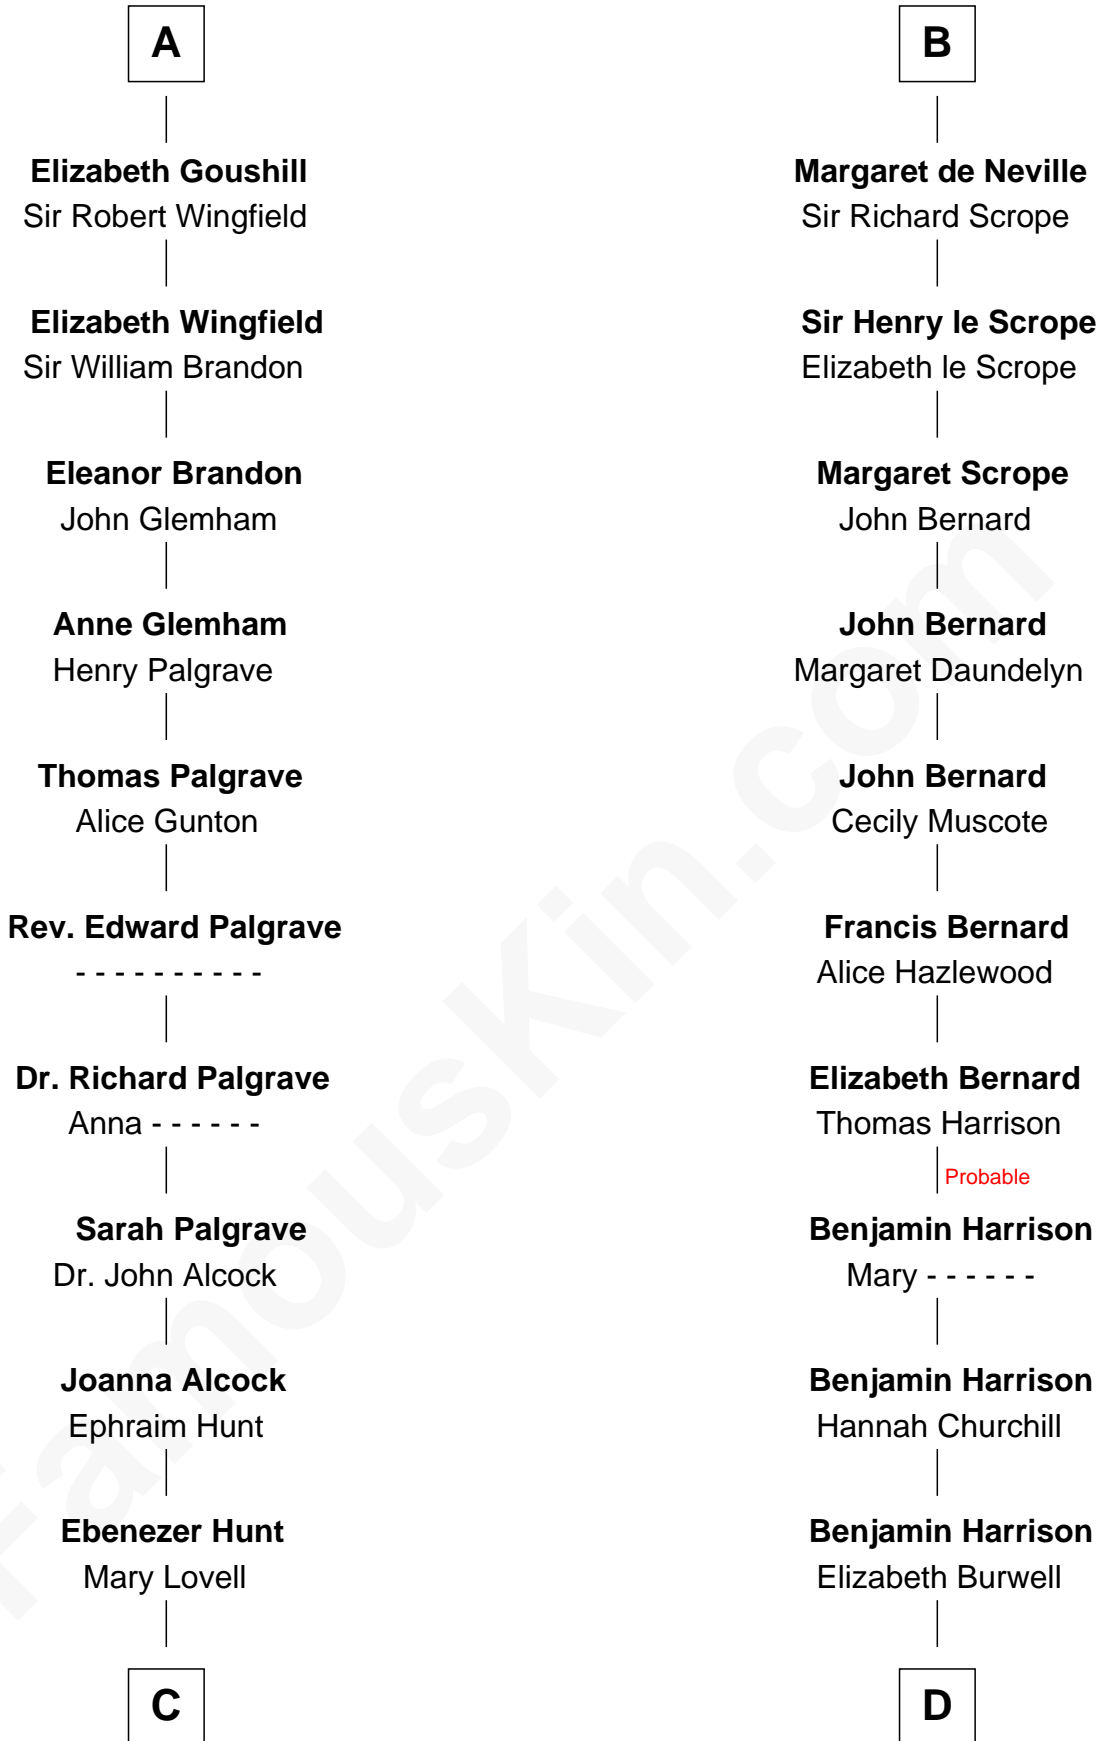 A
Elizabeth Goushill
Sir Robert Wingfield
Elizabeth Wingfield
Sir William Brandon
Eleanor Brandon
John Glemham
Anne Glemham
Henry Palgrave
Thomas Palgrave
Alice Gunton
Rev. Edward Palgrave
- - - - - - - - - -
Dr. Richard Palgrave
Anna - - - - - -
Sarah Palgrave
Dr. John Alcock
Joanna Alcock
Ephraim Hunt
Ebenezer Hunt
Mary Lovell
C
B
Margaret de Neville
Sir Richard Scrope
Sir Henry le Scrope
Elizabeth le Scrope
Margaret Scrope
John Bernard
John Bernard
Margaret Daundelyn
John Bernard
Cecily Muscote
Francis Bernard
Alice Hazlewood
Elizabeth Bernard
Thomas Harrison
Probable
Benjamin Harrison
Mary - - - - - -
Benjamin Harrison
Hannah Churchill
Benjamin Harrison
Elizabeth Burwell
D
FamousKin.com